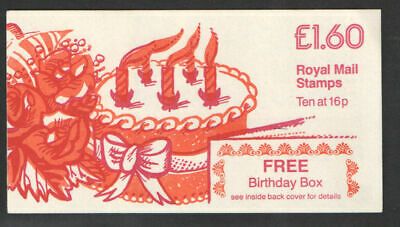 £1.60
Royal Mail
Stamps
Ten at 16p
FREE
Birthday Box
see inside back cover for details